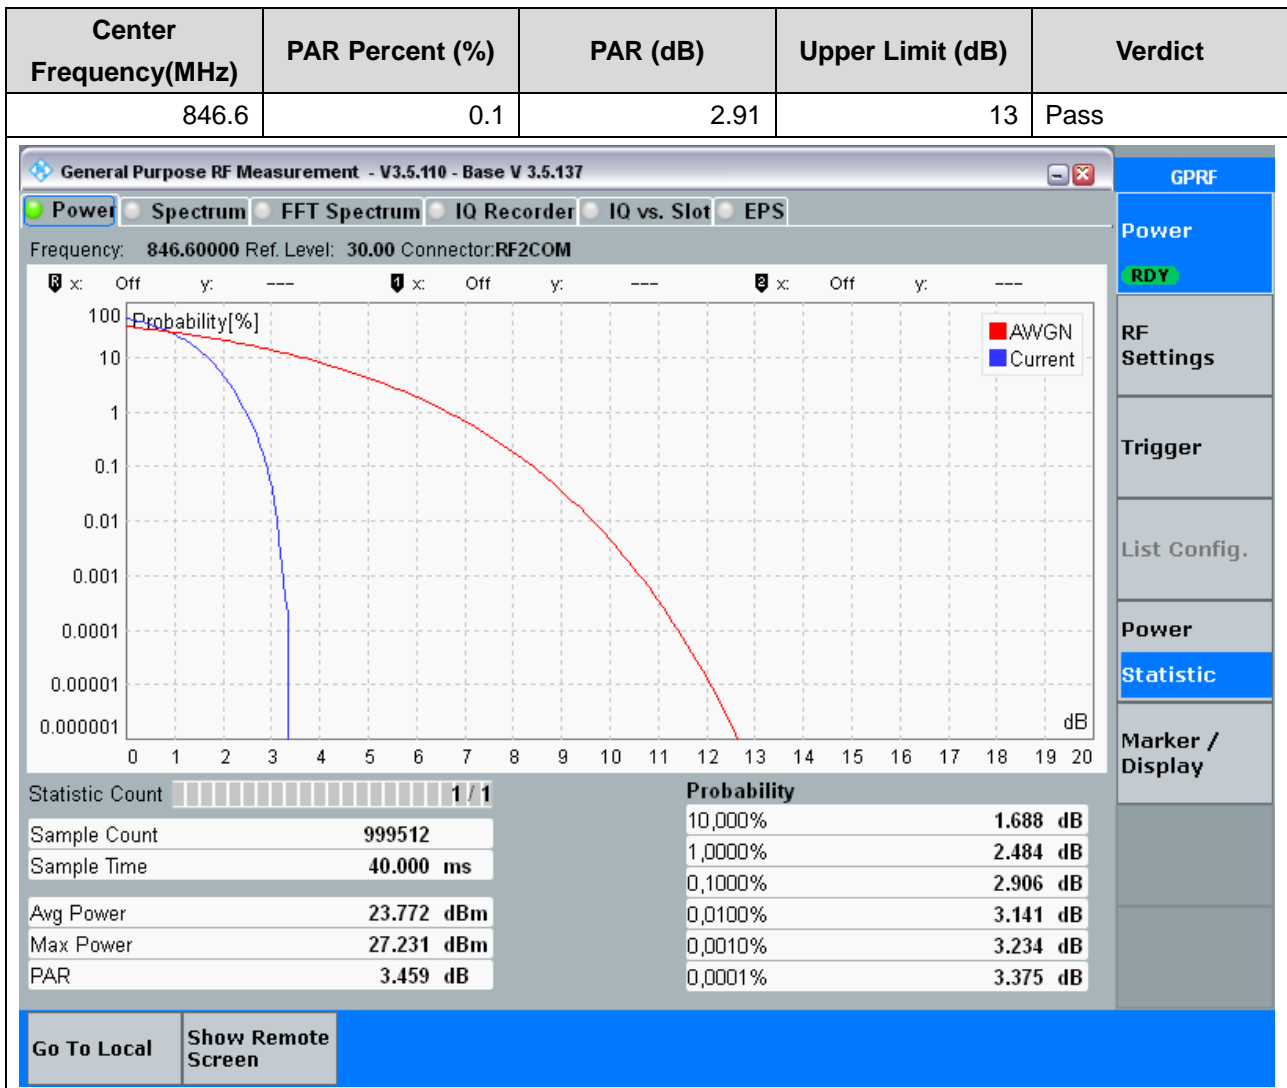 Center Frequency(MHz) PAR Percent (%) PAR (dB) Upper Limit (dB) Verdict
846.6 0.1 2.91 13 Pass
General Purpose RF Measurement - V3.5.110 - Base V 3.5.137
GPRF
Power Spectrum FFT Spectrum IQ Recorder IQ vs. Slot EPS
Frequency: 846.60000 Ref. Level: 30.00 Connector:RF2COM
R x: Off y: --- 1 x: Off y: --- 2 x: Off y: ---
Probability[%]
AWGN
Current
100
10
1
0.1
0.01
0.001
0.0001
0.00001
0.000001
dB
0 1 2 3 4 5 6 7 8 9 10 11 12 13 14 15 16 17 18 19 20
Statistic Count 1 / 1
Sample Count 999512
Sample Time 40.000 ms
Avg Power 23.772 dBm
Max Power 27.231 dBm
PAR 3.459 dB
Probability
10,000% 1.688 dB
1,0000% 2.484 dB
0,1000% 2.906 dB
0,0100% 3.141 dB
0,0010% 3.234 dB
0,0001% 3.375 dB
Power
RDY
RF
Settings
Trigger
List Config.
Power
Statistic
Marker /
Display
Go To Local
Show Remote
Screen